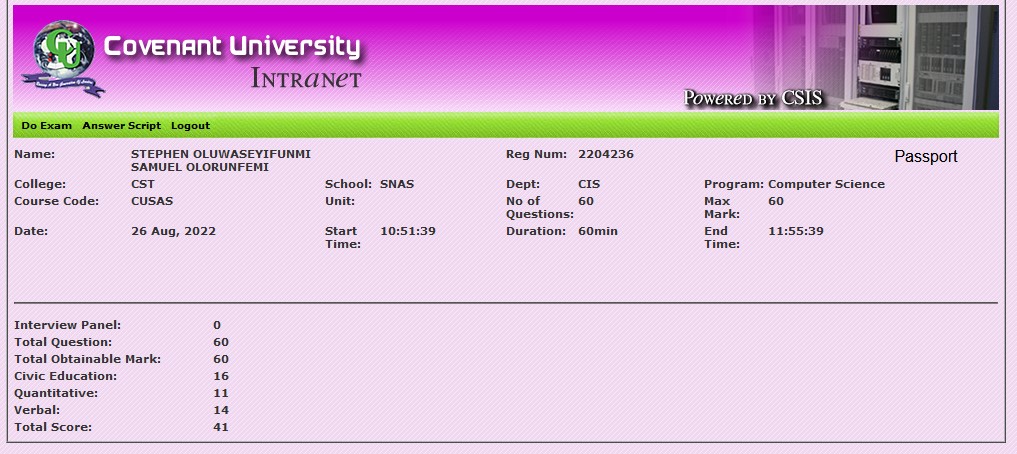 Covenant University
INTRANET
POWERED BY CSIS
Do Exam Answer Script Logout
Name: STEPHEN OLUWASEYIFUNMI SAMUEL OLORUNFEMI Reg Num: 2204236 Passport
College: CST School: SNAS Dept: CIS Program: Computer Science
Course Code: CUSAS Unit: No of Questions: 60 Max Mark: 60
Date: 26 Aug, 2022 Start Time: 10:51:39 Duration: 60min End Time: 11:55:39
Interview Panel: 0
Total Question: 60
Total Obtainable Mark: 60
Civic Education: 16
Quantitative: 11
Verbal: 14
Total Score: 41